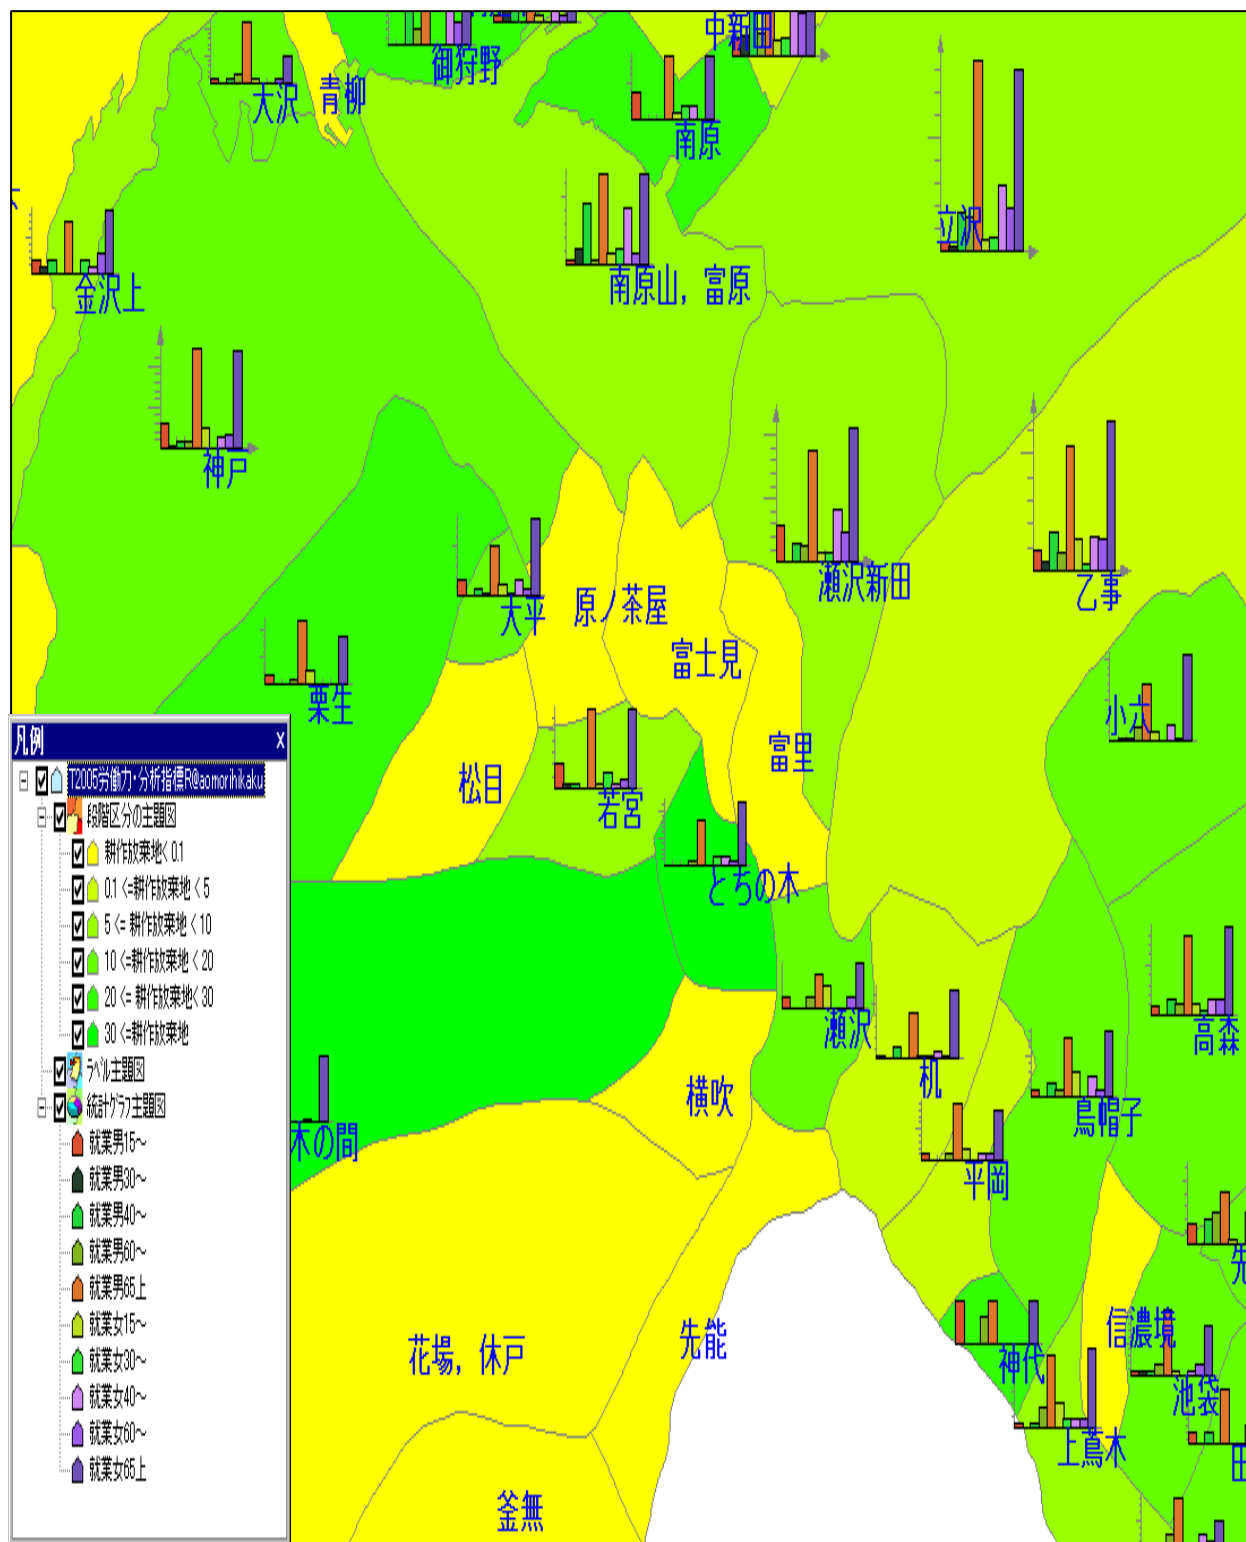 中新田
御狩野
青柳
大沢
南原
立沢
金沢上
南原山，富原
神戸
瀬沢新田
乙事
大平
原ノ茶屋
富士見
栗生
小六
富里
松目
若宮
とちの木
瀬沢
高森
机
横吹
烏帽子
木の間
平岡
先能
花場，休戸
信濃境
神代
池袋
上蔦木
釜無
凡例
T2005労働力・分析指標R@aomorihikaku
段階区分の主題図
耕作放棄地< 0.1
0.1 <=耕作放棄地 < 5
5 <= 耕作放棄地 < 10
10 <=耕作放棄地 < 20
20 <= 耕作放棄地< 30
30 <=耕作放棄地
ラベル主題図
統計グラフ主題図
就業男15～
就業男30～
就業男40～
就業男60～
就業男65上
就業女15～
就業女30～
就業女40～
就業女60～
就業女65上